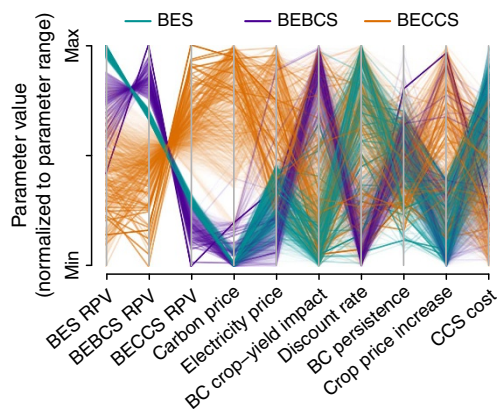 BES
BEBCS
BECCS
Parameter value
(normalized to parameter range)
Max
Min
BES RPV
BEBCS RPV
BECCS RPV
Carbon price
Electricity price
BC crop–yield impact
Discount rate
BC persistence
Crop price increase
CCS cost